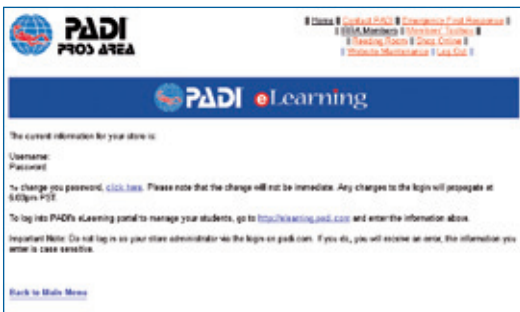 PADI
PROS AREA
Home | Contact PADI | Emergency First Response |
| IRRA Members | Members' Toolbox |
| Reading Room | Shop Online |
| Website Maintenance | Log Out |
PADI eLearning
The current information for your store is:
Username:
Password:
To change you password, click here. Please note that the change will not be immediate. Any changes to the login will propagate at
6:00pm PST.
To log into PADI's eLearning portal to manage your students, go to http://elearning.padi.com and enter the information above.
Important Note: Do not log in as your store administrator via the login on padi.com. If you do, you will receive an error, the information you
enter is case sensitive.
Back to Main Menu